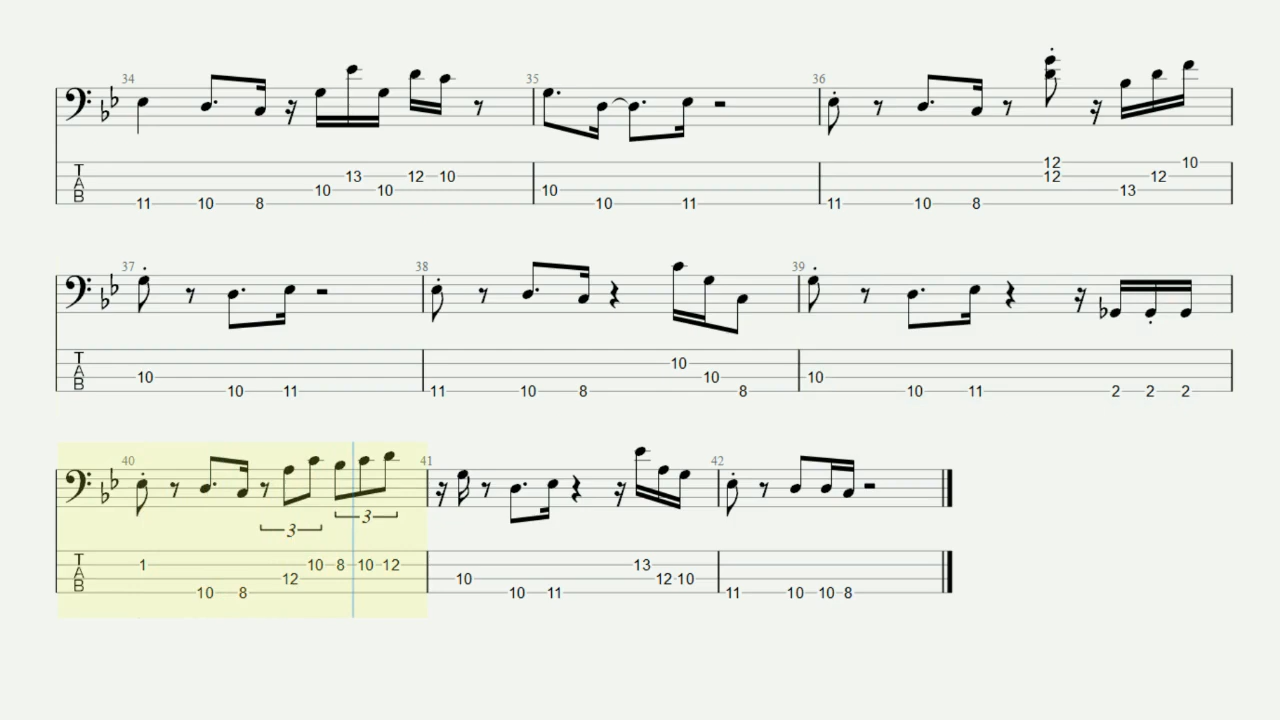 34 35 36
T 12 10
A 13 12 10 12 12
B 10 10 10 13
11 10 8 10 11 11 10 8
37 38 39
T
A 10
B 10 10 10
10 11 11 10 8 8 10 11 2 2 2
40 41 42
3 3
T 1 10 8 10 12 13
A 12 10 12 10
B 10 8 10 11 11 10 10 8